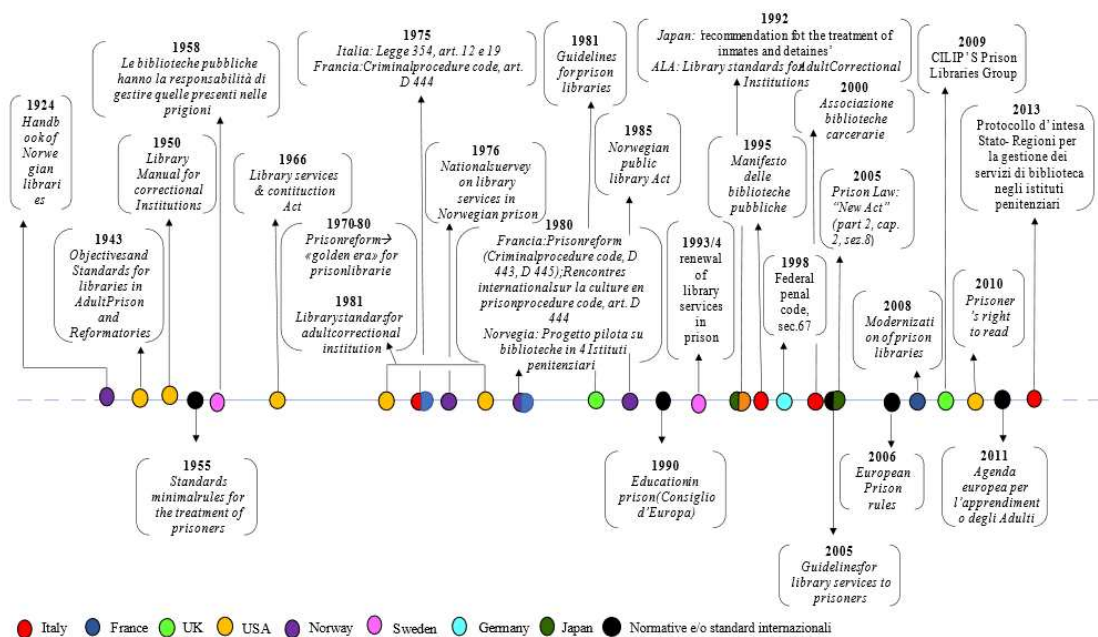 1924
Handb
ook of
Norwe
gian
librari
es
1943
Objectives and
Standards for
libraries in
AdultPrison
and
Reformatories
1950
Library
Manual for
correctional
Institutions
1958
Le biblioteche pubbliche
hanno la responsabilità di
gestire quelle presenti nelle
prigioni
1966
Library services
& contituction
Act
1970-80
Prisonreform→
«golden era» for
prisonlibrarie
1981
Librarystandsfor
adultcorrectional
institution
1975
Italia: Legge 354, art. 12 e 19
Francia:Criminalprocedure code, art.
D 444
1976
Nationalsuervey
on library
services in
Norwegian prison
1980
Francia:Prisonreform
(Criminalprocedure code, D
443, D 445);Rencontres
internationalsur la culture en
prisonprocedure code, art. D
444
Norvegia: Progetto pilota su
biblioteche in 4 Istituti
penitenziari
1981
Guidelines
forprison
libraries
1985
Norwegian
public
library Act
1993/4
renewal
of
library
services
in
prison
1992
Japan: 'recommendation fot the treatment of
inmates and detaines'
ALA: Library standards forAdultCorrectional
Institutions
1995
Manifesto
delle
biblioteche
pubbliche
1998
Federal
penal
code,
sec.67
2000
Associazione
biblioteche
carcerarie
2005
Prison Law:
“New Act”
(part 2, cap.
2, sez.8)
2008
Modernizati
on of prison
libraries
2009
CILIP'S Prison
Libraries Group
2010
Prisoner
's right
to read
2013
Protocollo d'intesa
Stato- Regioni per
la gestione dei
servizi di biblioteca
negli istituti
penitenziari
1955
Standards
minimalrules for
the treatment of
prisoners
1990
Educationin
prison(Consiglio
d'Europa)
2005
Guidelinesfor
library services to
prisoners
2006
European
Prison
rules
2011
Agenda
europea per
l'apprendiment
o degli Adulti
Italy France UK USA Norway Sweden Germany Japan Normative e/o standard internazionali